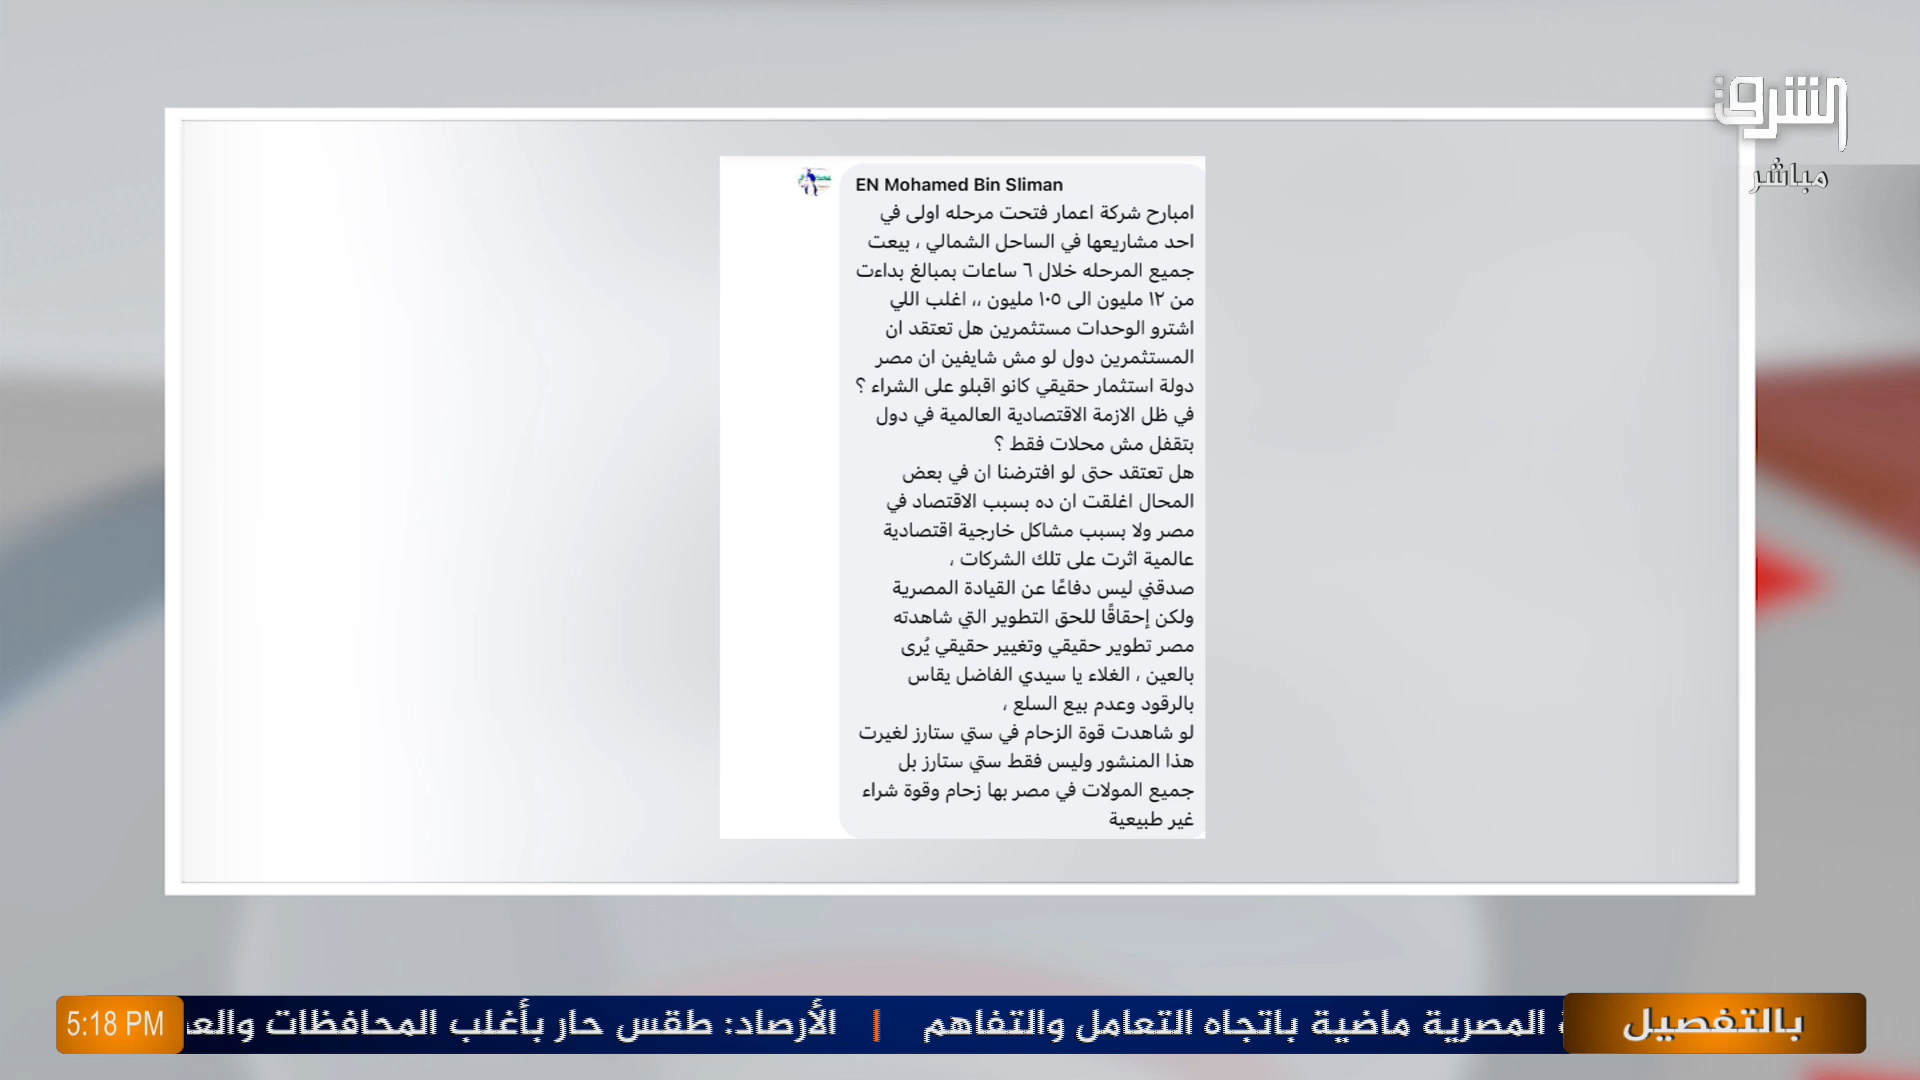 الشرق
مباشر
EN Mohamed Bin Sliman
امبارح شركة اعمار فتحت مرحله اولى في
احد مشاريعها في الساحل الشمالي ، بيعت
جميع المرحله خلال ٦ ساعات بمبالغ بداءت
من ١٢ مليون الى ١٠٥ مليون ،، اغلب اللي
اشترو الوحدات مستثمرين هل تعتقد ان
المستثمرين دول لو مش شايفين ان مصر
دولة استثمار حقيقي كانو اقبلو على الشراء ؟
في ظل الازمة الاقتصادية العالمية في دول
بتقفل مش محلات فقط ؟
هل تعتقد حتى لو افترضنا ان في بعض
المحال اغلقت ان ده بسبب الاقتصاد في
مصر ولا بسبب مشاكل خارجية اقتصادية
عالمية اثرت على تلك الشركات ،
صدقني ليس دفاعًا عن القيادة المصرية
ولكن إحقاقًا للحق التطوير التي شاهدته
مصر تطوير حقيقي وتغيير حقيقي يُرى
بالعين ، الغلاء يا سيدي الفاضل يقاس
بالرقود وعدم بيع السلع ،
لو شاهدت قوة الزحام في ستي ستارز لغيرت
هذا المنشور وليس فقط ستي ستارز بل
جميع المولات في مصر بها زحام وقوة شراء
غير طبيعية
بالتفصيل
المصرية ماضية باتجاه التعامل والتفاهم | الأرصاد: طقس حار بأغلب المحافظات
5:18 PM